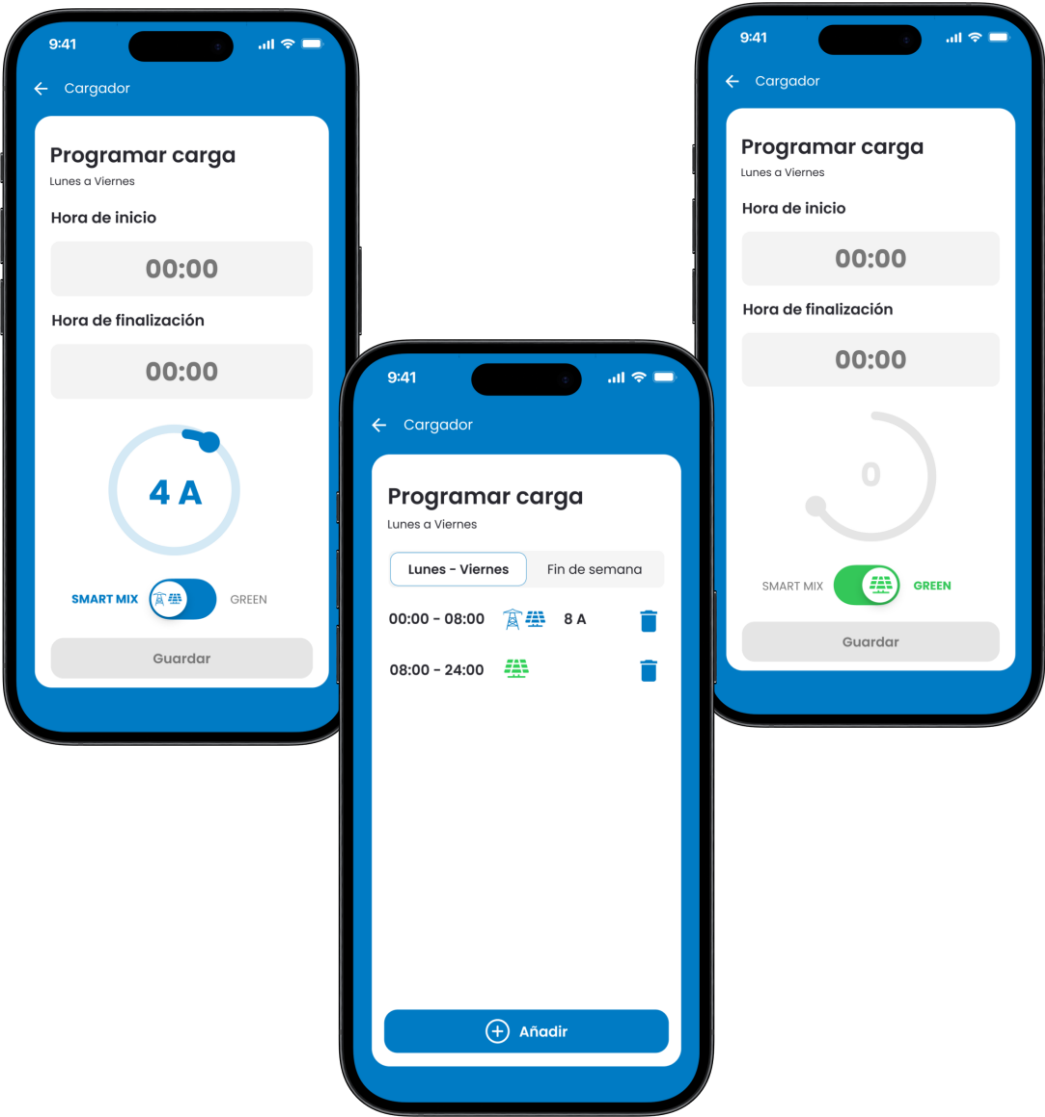 9:41
Cargador
Programar carga
Lunes a Viernes
Hora de inicio
00:00
Hora de finalización
00:00
4 A
SMART MIX GREEN
Guardar
9:41
Cargador
Programar carga
Lunes a Viernes
Lunes - Viernes Fin de semana
00:00 - 08:00 8 A
08:00 - 24:00
Añadir
9:41
Cargador
Programar carga
Lunes a Viernes
Hora de inicio
00:00
Hora de finalización
00:00
0
SMART MIX GREEN
Guardar